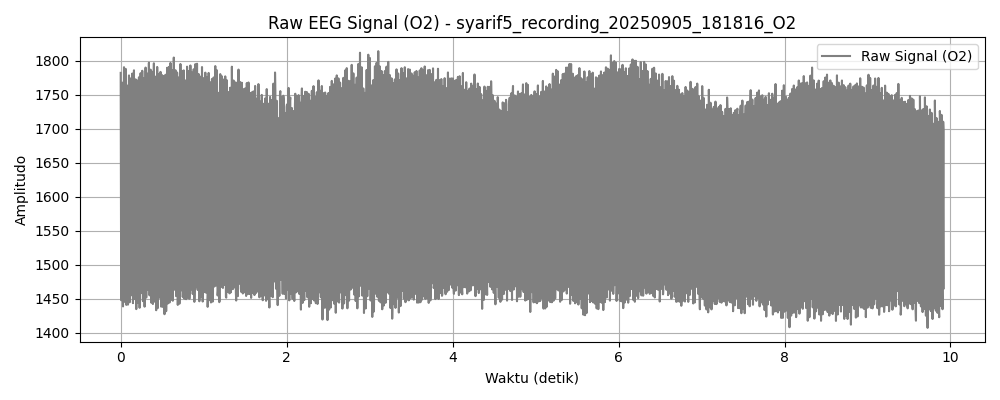 Raw EEG Signal (O2) - syarif5_recording_20250905_181816_O2
Raw Signal (O2)
Amplitudo
1800
1750
1700
1650
1600
1550
1500
1450
1400
0 2 4 6 8 10
Waktu (detik)